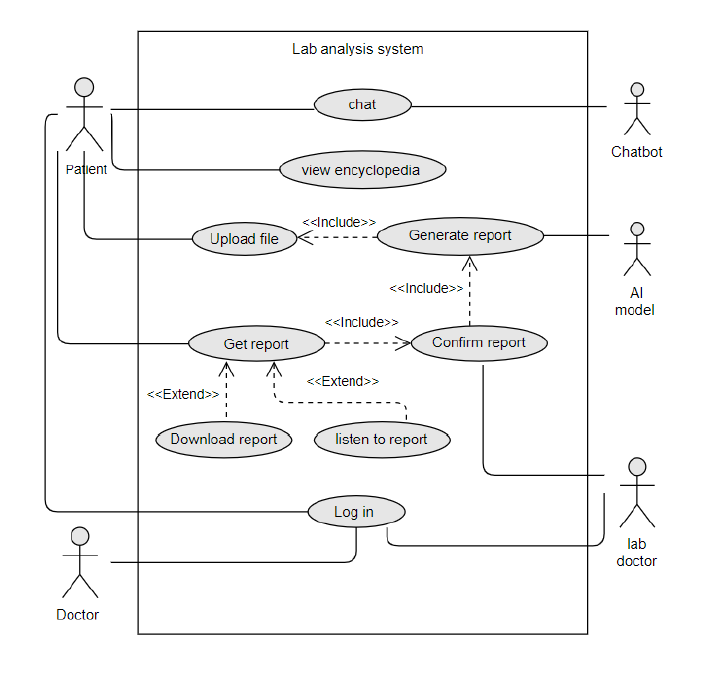 Lab analysis system
chat
Chatbot
Patient
view encyclopedia
<<Include>>
Upload file
Generate report
<<Include>>
AI
model
<<Include>>
Get report
Confirm report
<<Extend>>
<<Extend>>
Download report
listen to report
Log in
lab
doctor
Doctor